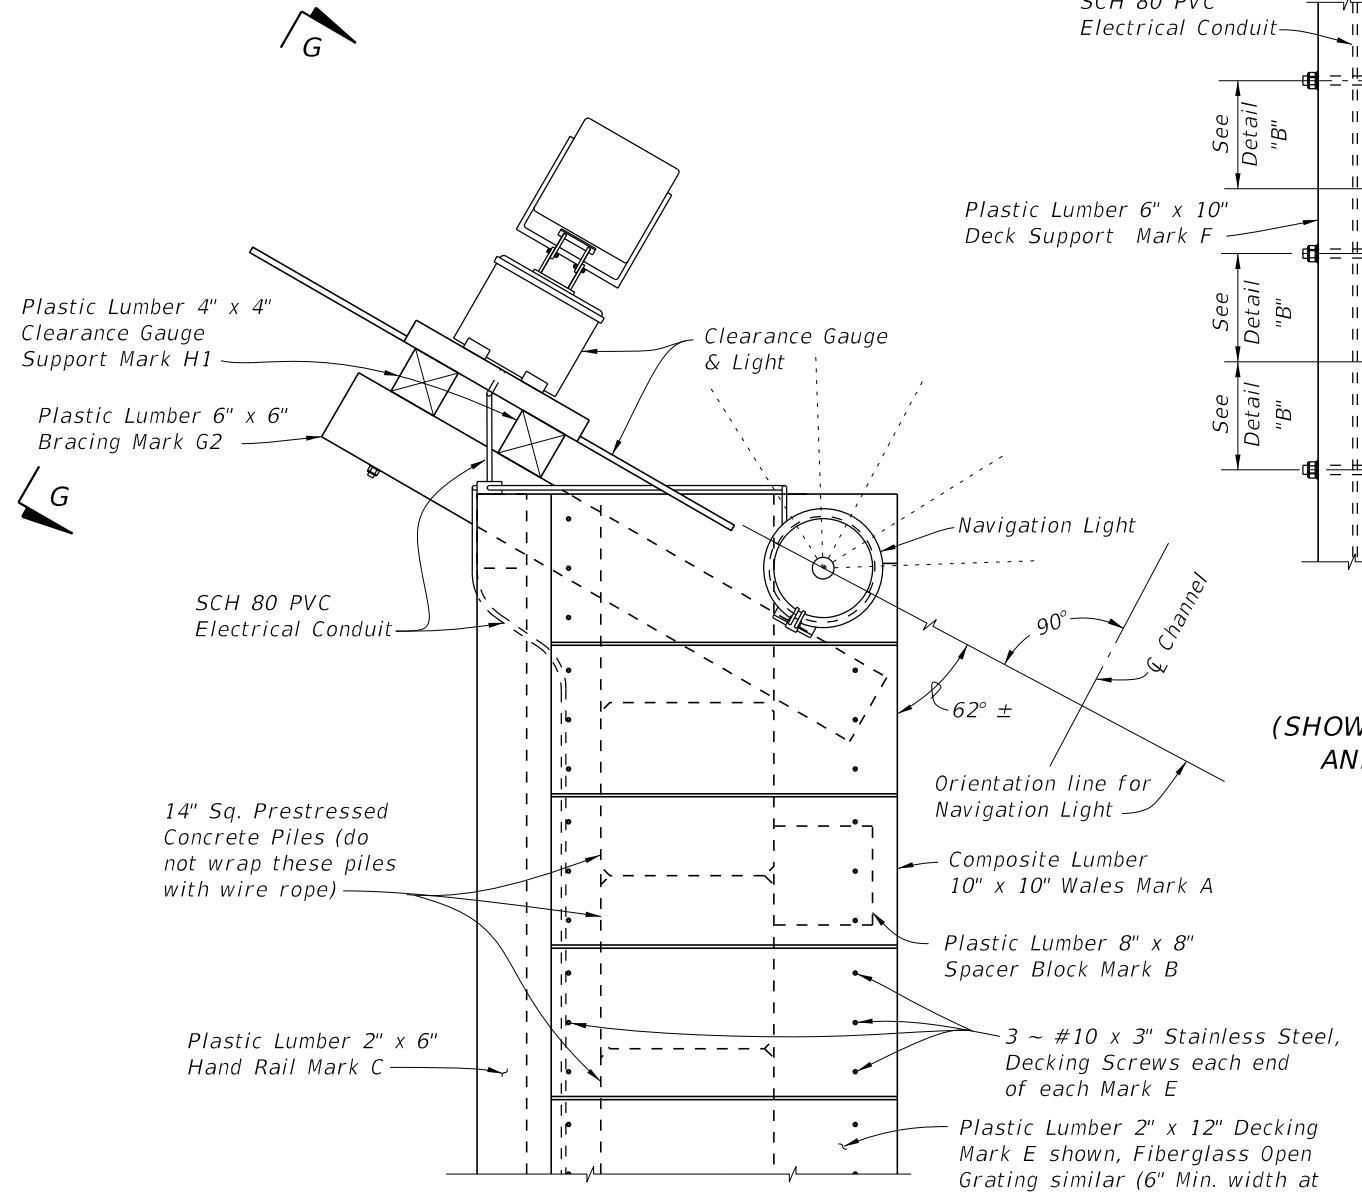 G
SCH 80 PVC
Electrical Conduit
See
Detail
"B"
Plastic Lumber 6" x 10"
Deck Support Mark F
See
Detail
"B"
See
Detail
"B"
Plastic Lumber 4" x 4"
Clearance Gauge
Support Mark H1
Clearance Gauge
& Light
Plastic Lumber 6" x 6"
Bracing Mark G2
G
Navigation Light
SCH 80 PVC
Electrical Conduit
90°
℄ Channel
62° ±
(SHOW
AN
Orientation line for
Navigation Light
14" Sq. Prestressed
Concrete Piles (do
not wrap these piles
with wire rope)
Composite Lumber
10" x 10" Wales Mark A
Plastic Lumber 8" x 8"
Spacer Block Mark B
Plastic Lumber 2" x 6"
Hand Rail Mark C
3 ~ #10 x 3" Stainless Steel,
Decking Screws each end
of each Mark E
Plastic Lumber 2" x 12" Decking
Mark E shown, Fiberglass Open
Grating similar (6" Min. width at